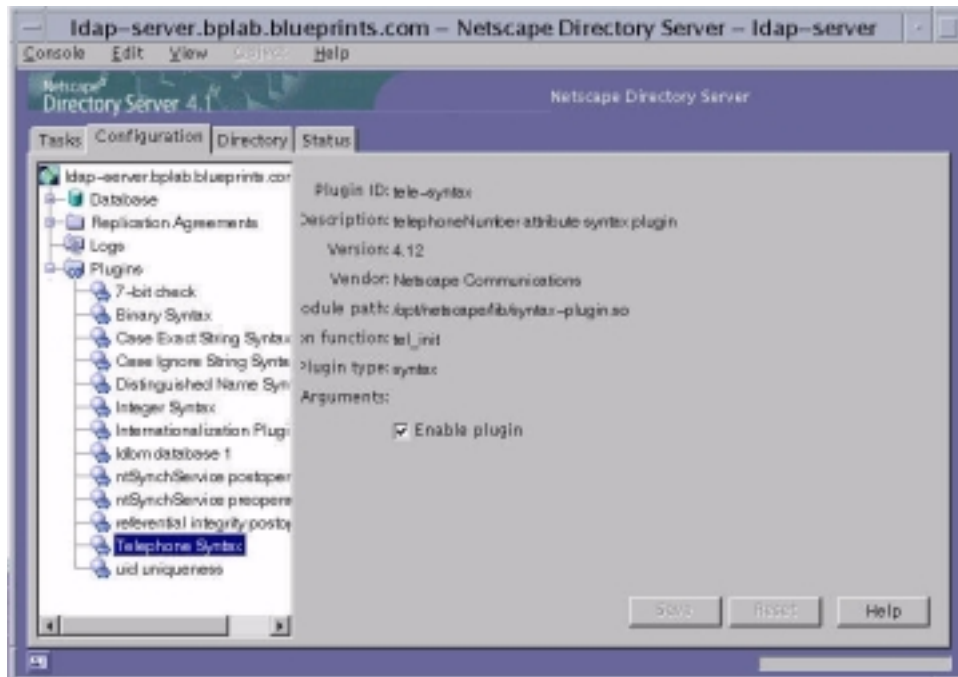 ldap-server.bplab.blueprints.com - Netscape Directory Server - ldap-server
Console Edit View Object Help
Netscape
Directory Server 4.1
Netscape Directory Server
Tasks Configuration Directory Status
ldap-server.bplab.blueprints.cor
Database
Replication Agreements
Logs
Plugins
7-bit check
Binary Syntax
Case Exact String Syntax
Case Ignore String Synta
Distinguished Name Syn
Integer Syntax
Internationalization Plugi
ldbm database 1
ntSynchService postoper
ntSynchService preopera
referential integrity postop
Telephone Syntax
uid uniqueness
Plugin ID: tele-syntax
Description: telephoneNumber attribute syntax plugin
Version: 4.12
Vendor: Netscape Communications
odule path: /opt/netscape/lib/syntax-plugin.so
on function: tel_init
Plugin type: syntax
Arguments:
Enable plugin
Save Reset Help